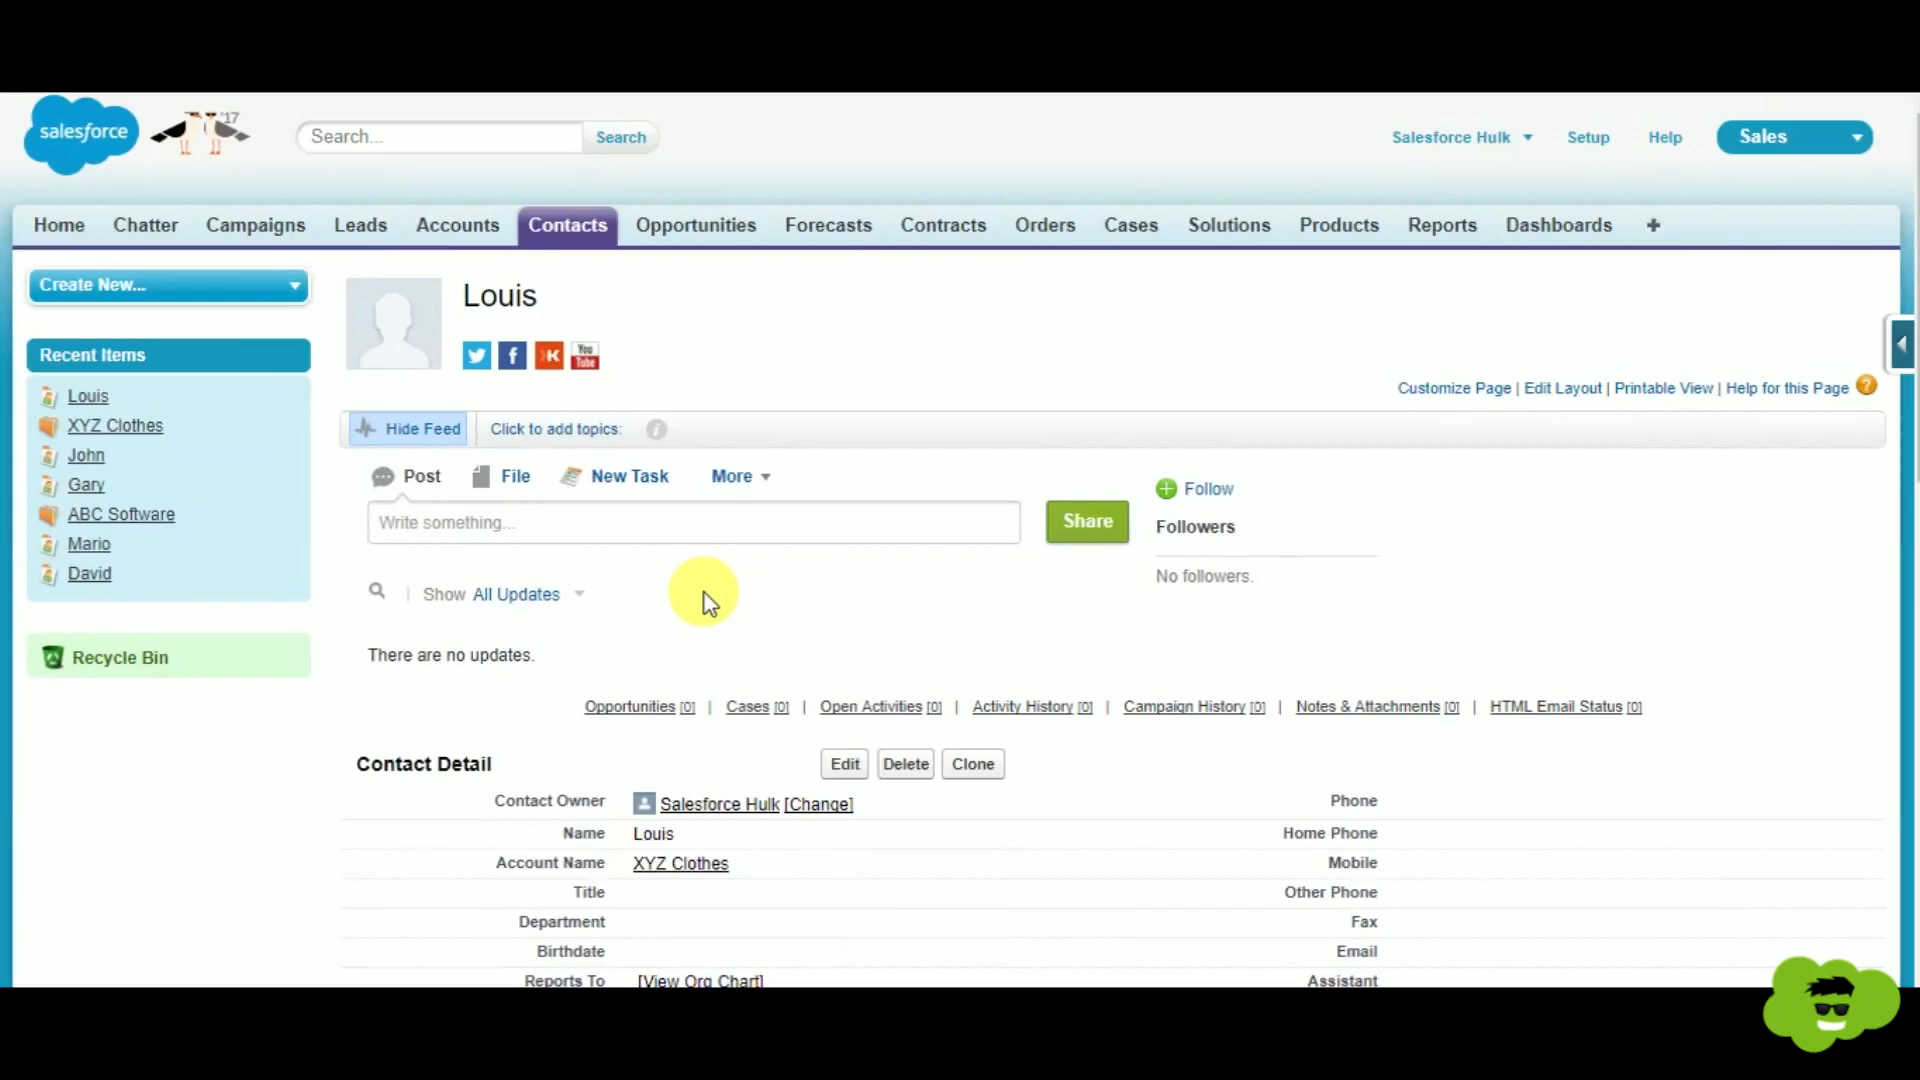 salesforce
'17
Search...
Search
Salesforce Hulk
Setup
Help
Sales
Home
Chatter
Campaigns
Leads
Accounts
Contacts
Opportunities
Forecasts
Contracts
Orders
Cases
Solutions
Products
Reports
Dashboards
+
Create New...
Recent Items
Louis
XYZ Clothes
John
Gary
ABC Software
Mario
David
Recycle Bin
Louis
You Tube
Customize Page | Edit Layout | Printable View | Help for this Page ?
Hide Feed
Click to add topics:
Post
File
New Task
More
Write something...
Share
Follow
Followers
No followers.
Show All Updates
There are no updates.
Opportunities [0] | Cases [0] | Open Activities [0] | Activity History [0] | Campaign History [0] | Notes & Attachments [0] | HTML Email Status [0]
Contact Detail
Edit
Delete
Clone
Contact Owner Salesforce Hulk [Change]
Phone
Name Louis
Home Phone
Account Name XYZ Clothes
Mobile
Title
Other Phone
Department
Fax
Birthdate
Email
Reports To [View Org Chart]
Assistant